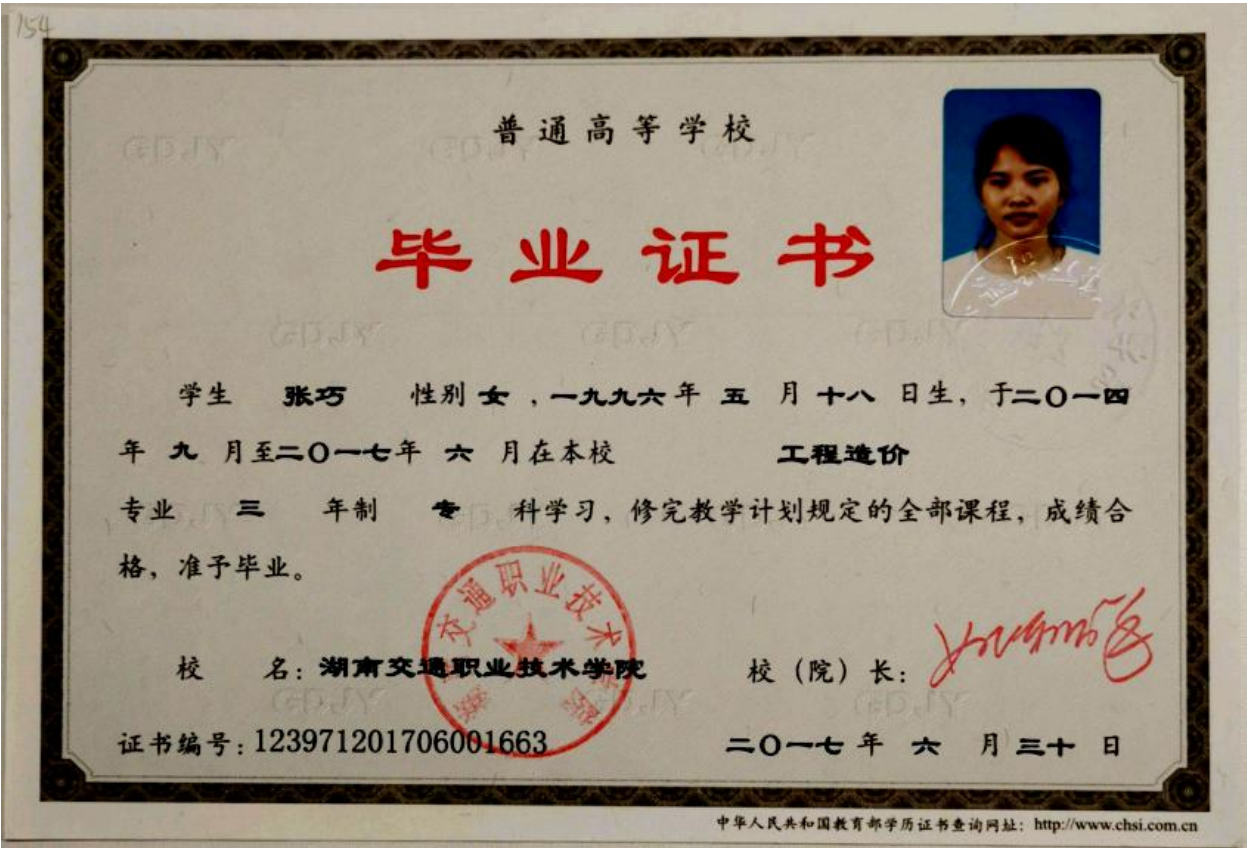 154
普通高等学校
毕业证书
学生 张巧 性别 女,一九九六年 五 月 十八 日生,于二〇一四
年 九 月至二〇一七年 六 月在本校 工程造价
专业 三 年制 专 科学习,修完教学计划规定的全部课程,成绩合
格,准予毕业。
交通职业技术
校 名:湖南交通职业技术学院 校(院)长:
证书编号:123971201706001663 二〇一七 年 六 月 三十 日
中华人民共和国教育部学历证书查询网址:http://www.chsi.com.cn